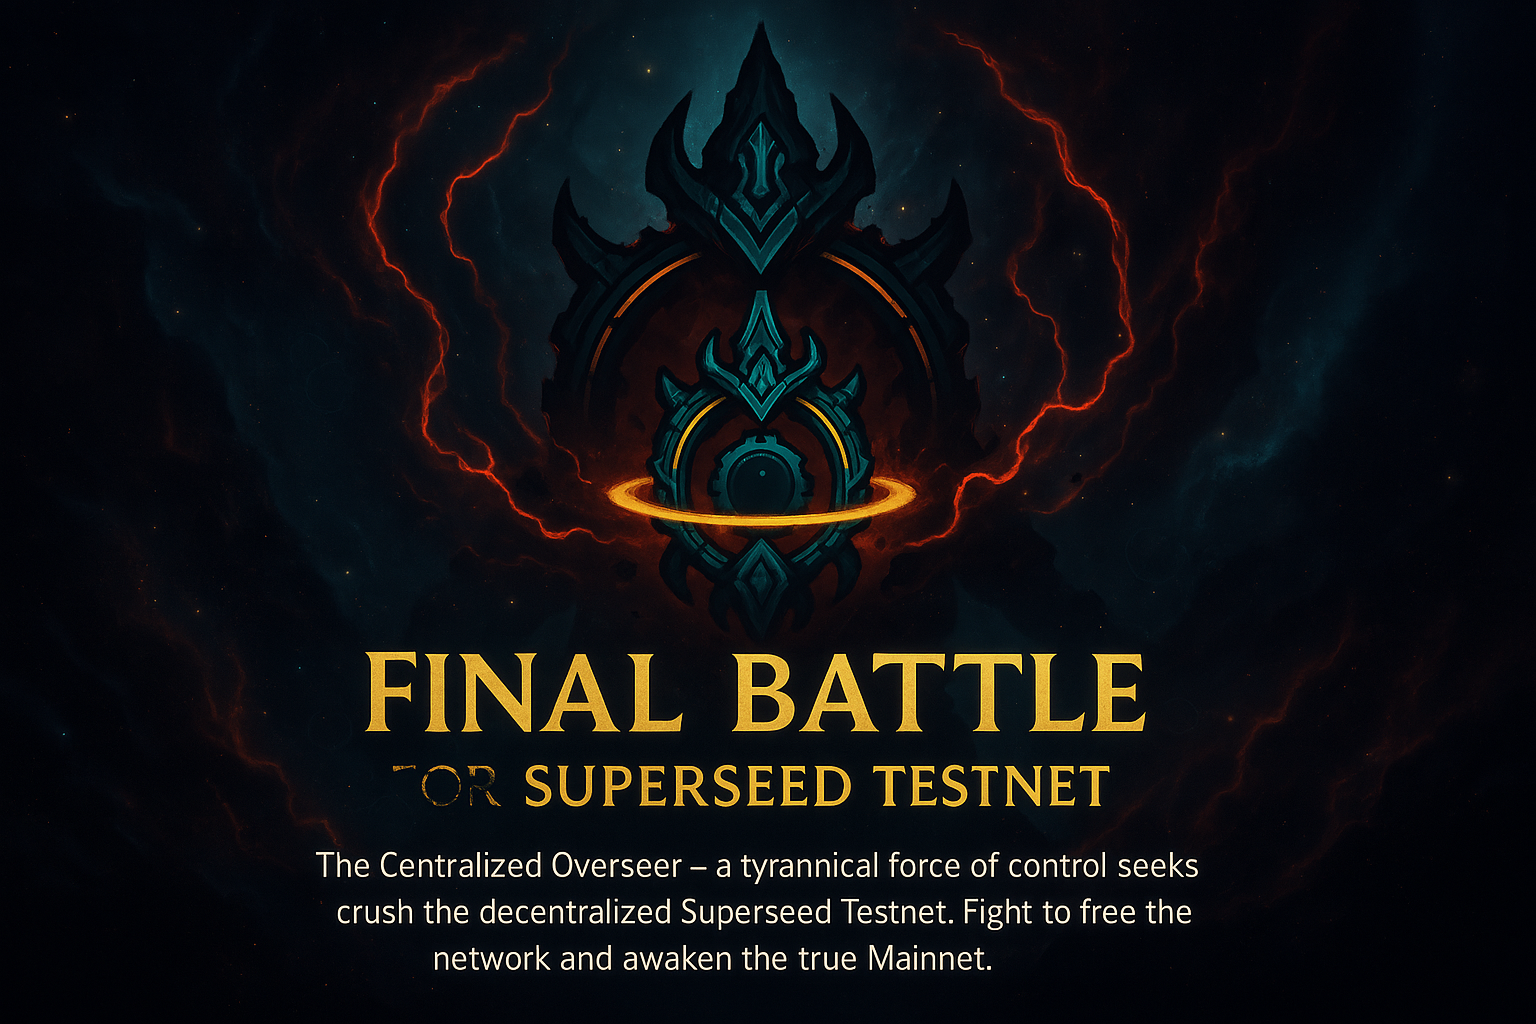 FINAL BATTLE
FOR SUPERSEED TESTNET
The Centralized Overseer – a tyrannical force of control seeks
crush the decentralized Superseed Testnet. Fight to free the
network and awaken the true Mainnet.